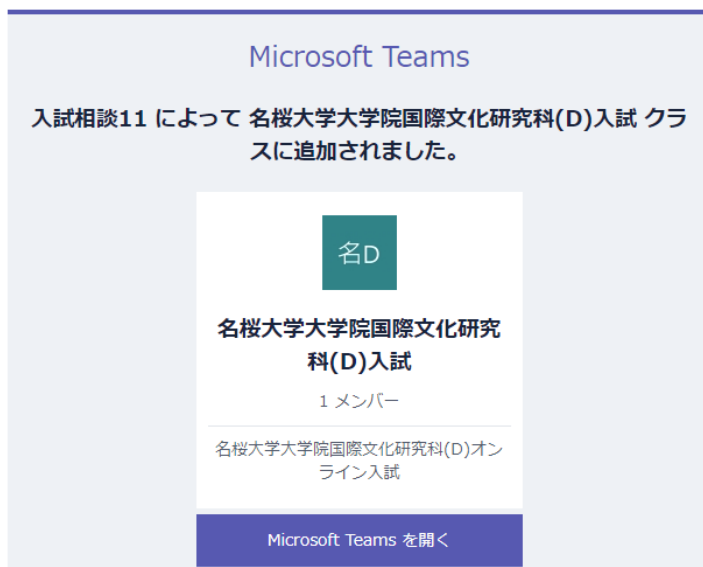 Microsoft Teams
入試相談11 によって 名桜大学大学院国際文化研究科(D)入試 クラ
スに追加されました。
名D
名桜大学大学院国際文化研究
科(D)入試
1 メンバー
名桜大学大学院国際文化研究科(D)オン
ライン入試
Microsoft Teams を開く